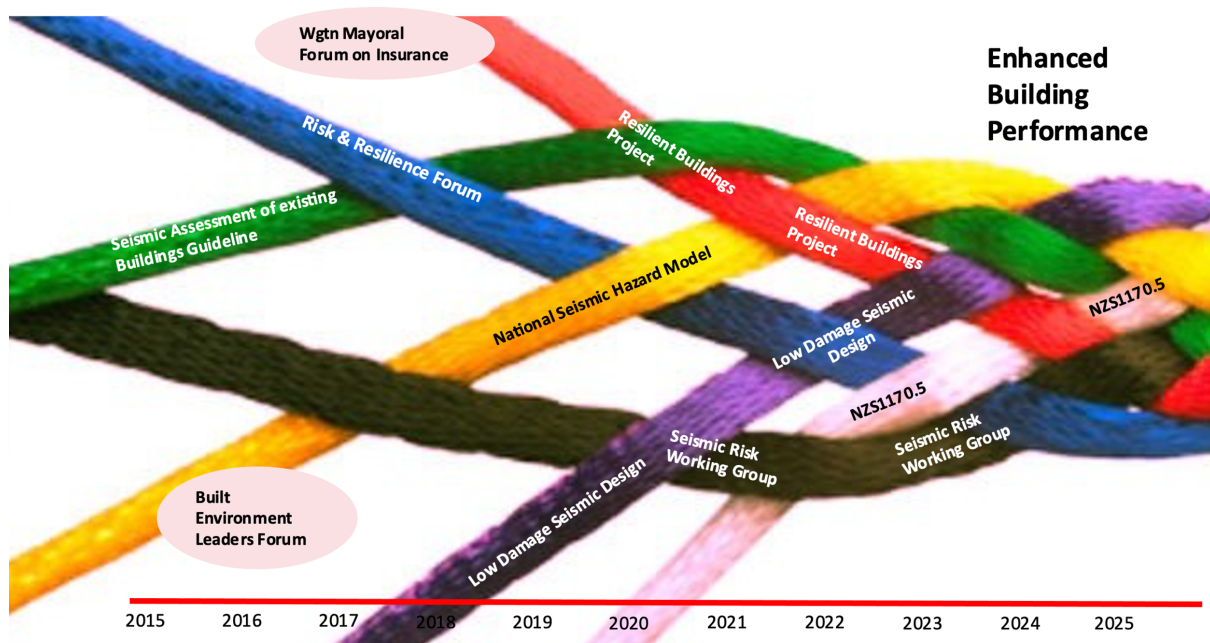 Wgtn Mayoral
Forum on Insurance
Enhanced
Building
Performance
Risk & Resilience Forum
Resilient Buildings
Project
Seismic Assessment of existing
Buildings Guideline
Resilient Buildings
Project
National Seismic Hazard Model
NZS1170.5
Low Damage Seismic
Design
NZS1170.5
Seismic Risk
Working Group
Seismic Risk
Working Group
Low Damage Seismic Design
Built
Environment
Leaders Forum
2015 2016 2017 2018 2019 2020 2021 2022 2023 2024 2025